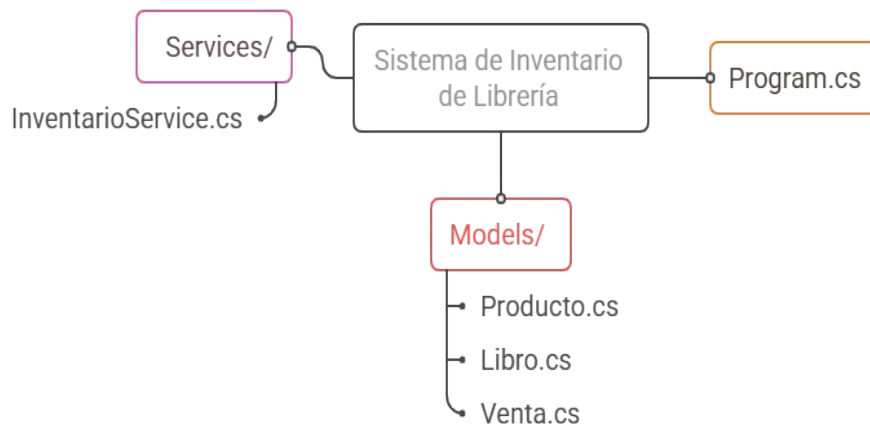 Services/
InventarioService.cs
Sistema de Inventario
de Librería
Program.cs
Models/
Producto.cs
Libro.cs
Venta.cs